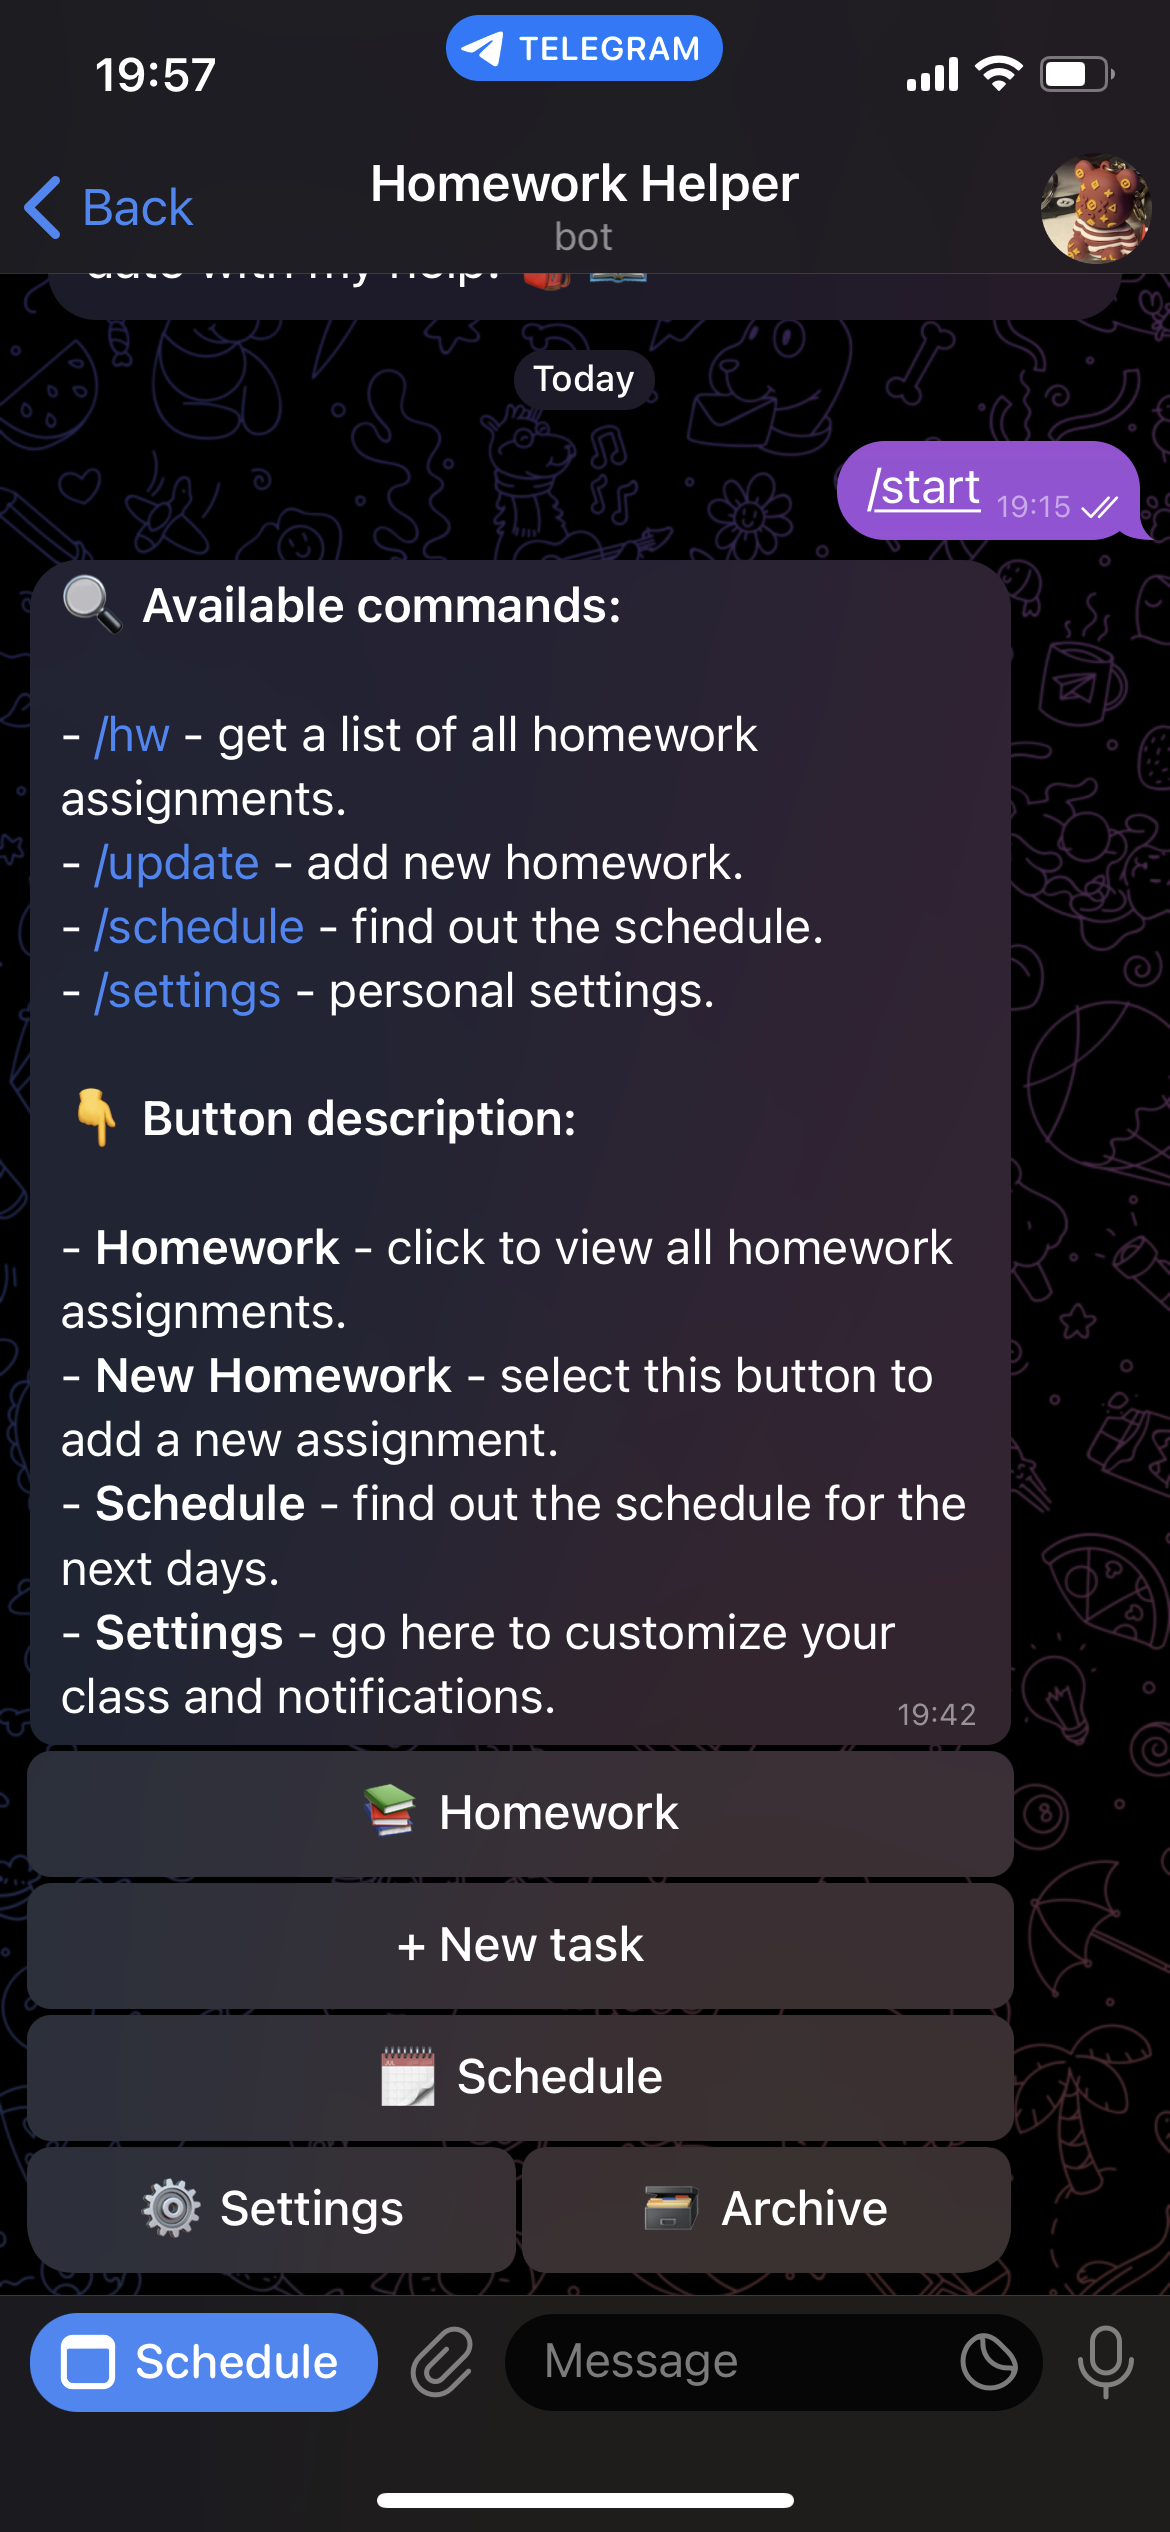 19:57
TELEGRAM
Back
Homework Helper
bot
date with my help.
Today
/start 19:15
Available commands:
- /hw - get a list of all homework
assignments.
- /update - add new homework.
- /schedule - find out the schedule.
- /settings - personal settings.
Button description:
- Homework - click to view all homework
assignments.
- New Homework - select this button to
add a new assignment.
- Schedule - find out the schedule for the
next days.
- Settings - go here to customize your
class and notifications.
19:42
Homework
+ New task
Schedule
Settings
Archive
Schedule
Message